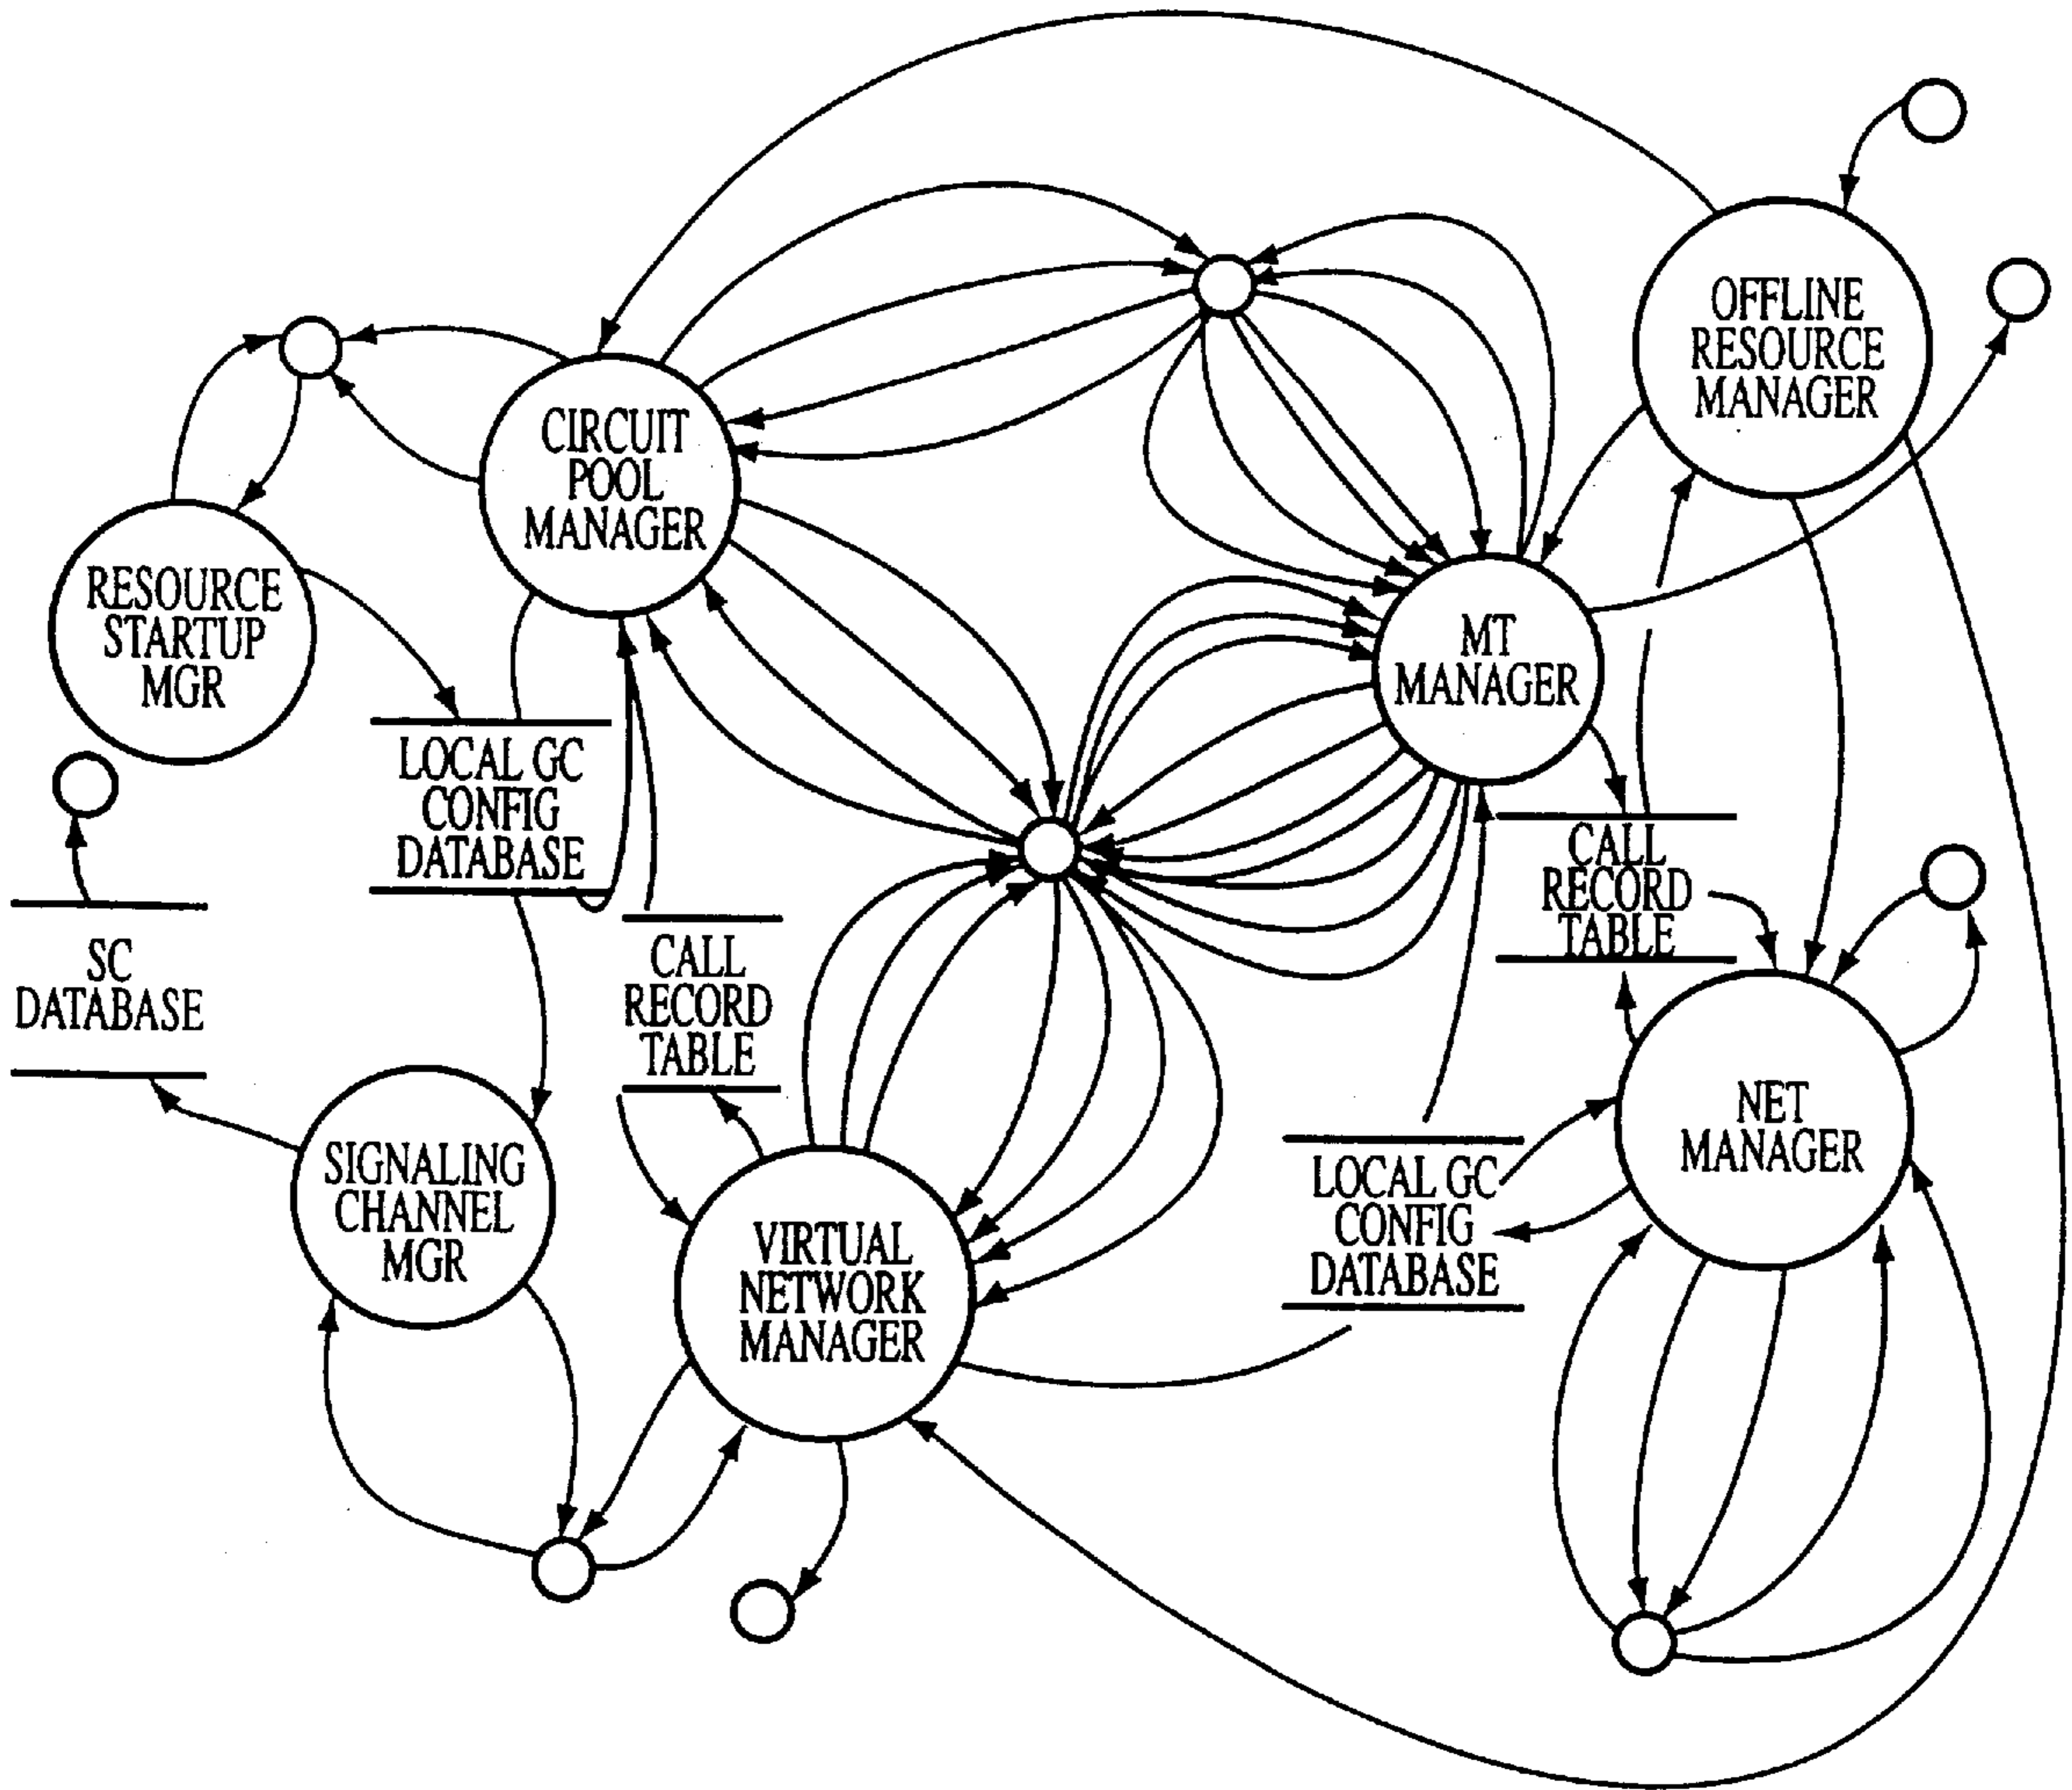 OFFLINE
RESOURCE
MANAGER
CIRCUIT
POOL
MANAGER
RESOURCE
STARTUP
MGR
MT
MANAGER
LOCAL GC
CONFIG
DATABASE
CALL
RECORD
TABLE
SC
DATABASE
CALL
RECORD
TABLE
NET
MANAGER
SIGNALING
CHANNEL
MGR
VIRTUAL
NETWORK
MANAGER
LOCAL GC
CONFIG
DATABASE